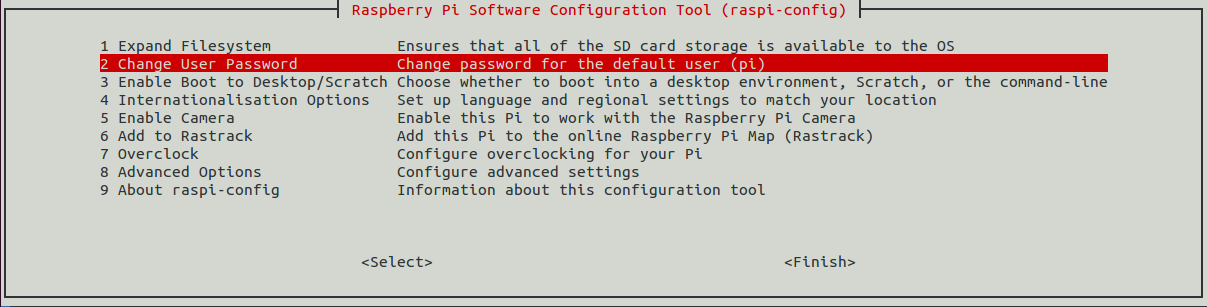 Raspberry Pi Software Configuration Tool (raspi-config)
1 Expand Filesystem Ensures that all of the SD card storage is available to the OS
2 Change User Password Change password for the default user (pi)
3 Enable Boot to Desktop/Scratch Choose whether to boot into a desktop environment, Scratch, or the command-line
4 Internationalisation Options Set up language and regional settings to match your location
5 Enable Camera Enable this Pi to work with the Raspberry Pi Camera
6 Add to Rastrack Add this Pi to the online Raspberry Pi Map (Rastrack)
7 Overclock Configure overclocking for your Pi
8 Advanced Options Configure advanced settings
9 About raspi-config Information about this configuration tool
<Select> <Finish>